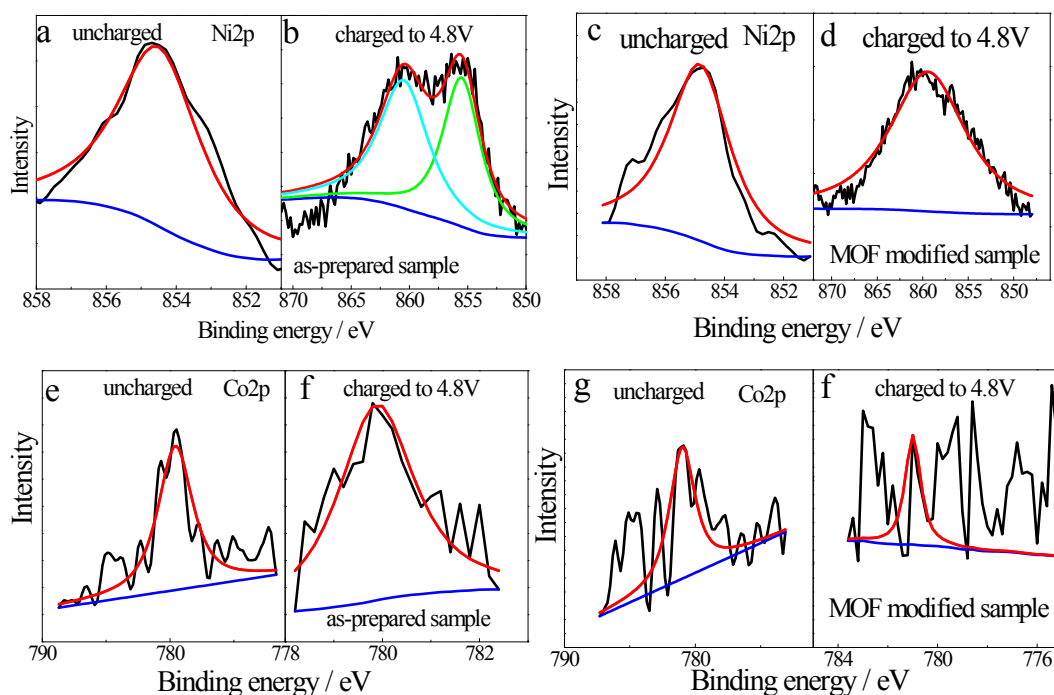 a
uncharged
Ni2p
b
charged to 4.8V
as-prepared sample
Intensity
858
856
854
852
870
865
860
855
850
Binding energy / eV
c
uncharged
Ni2p
d
charged to 4.8V
MOF modified sample
Intensity
858
856
854
852
870
865
860
855
850
Binding energy / eV
e
uncharged
Co2p
f
charged to 4.8V
as-prepared sample
Intensity
790
780
778
780
782
Binding energy / eV
g
uncharged
Co2p
f
charged to 4.8V
MOF modified sample
Intensity
790
780
784
780
776
Binding energy / eV